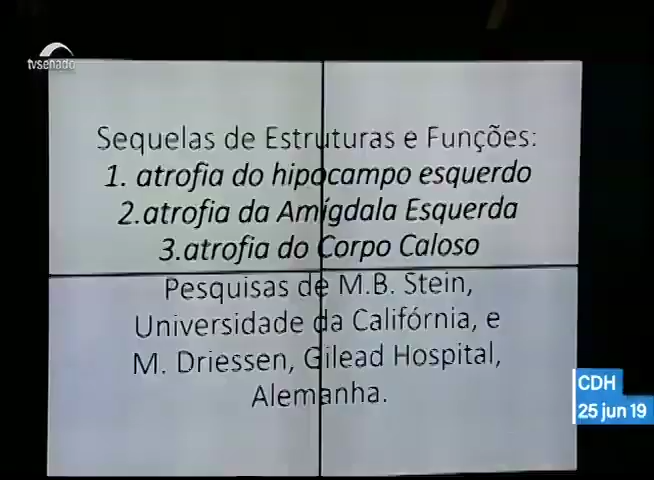 tvsenado
Sequelas de Estruturas e Funções:
1. atrofia do hipocampo esquerdo
2.atrofia da Amígdala Esquerda
3.atrofia do Corpo Caloso
Pesquisas de M.B. Stein,
Universidade da Califórnia, e
M. Driessen, Gilead Hospital,
Alemanha.
CDH
25 jun 19